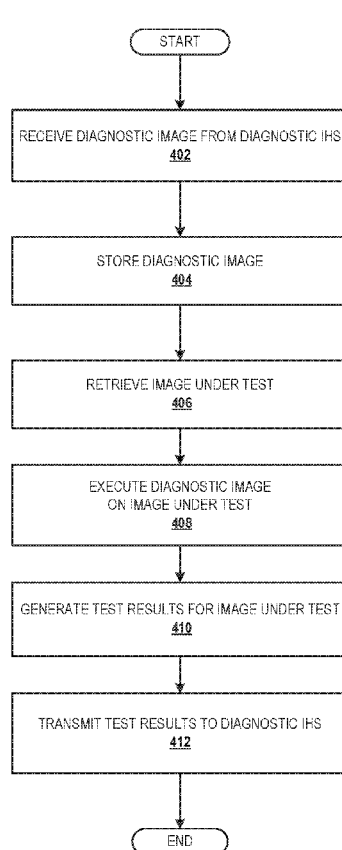 START
RECEIVE DIAGNOSTIC IMAGE FROM DIAGNOSTIC IHS
402
STORE DIAGNOSTIC IMAGE
404
RETRIEVE IMAGE UNDER TEST
406
EXECUTE DIAGNOSTIC IMAGE
ON IMAGE UNDER TEST
408
GENERATE TEST RESULTS FOR IMAGE UNDER TEST
410
TRANSMIT TEST RESULTS TO DIAGNOSTIC IHS
412
END